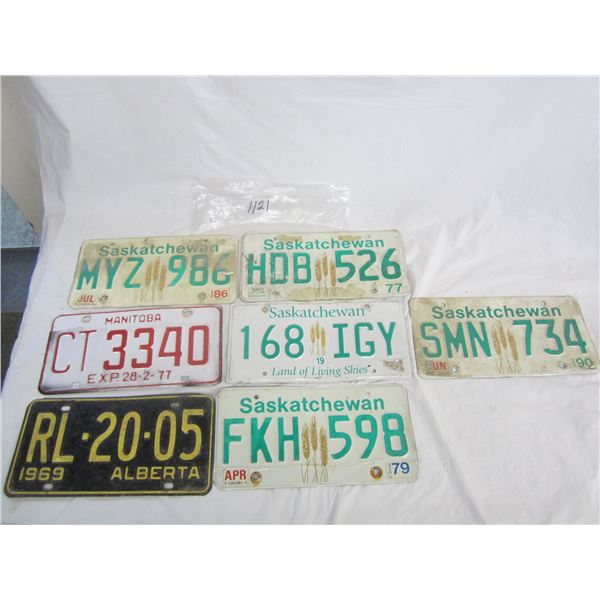 1121
Saskatchewan
MYZ 986
JUL 86
Saskatchewan
HDB 526
77
MANITOBA
CT 3340
EXP 28-2-77
Saskatchewan
168 IGY
19
Land of Living Skies
Saskatchewan
SMN 734
JUN 90
RL·20·05
1969 ALBERTA
Saskatchewan
FKH 598
APR 79